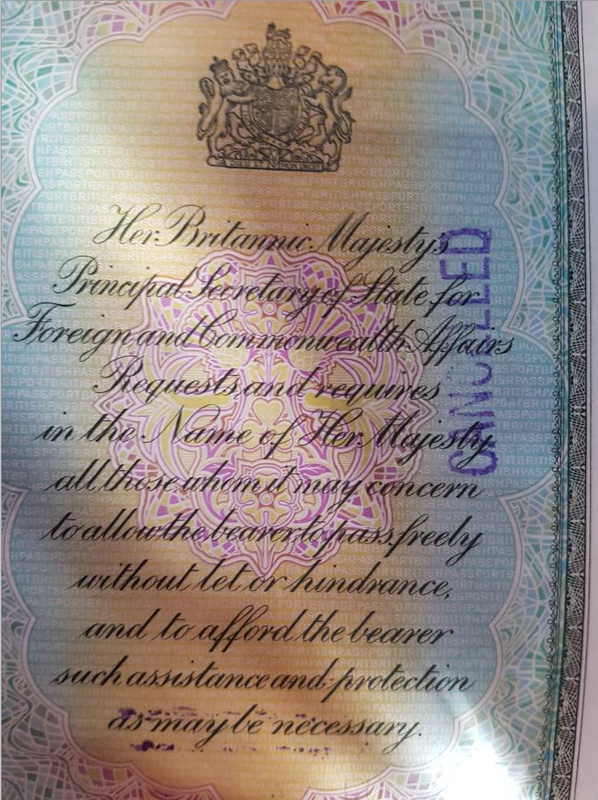 Her Britannic Majesty's
Principal Secretary of State for
Foreign and Commonwealth Affairs
Requests and requires
in the Name of Her Majesty
all those whom it may concern
to allow the bearer to pass freely
without let or hindrance,
and to afford the bearer
such assistance and protection
as may be necessary.
CANCELLED